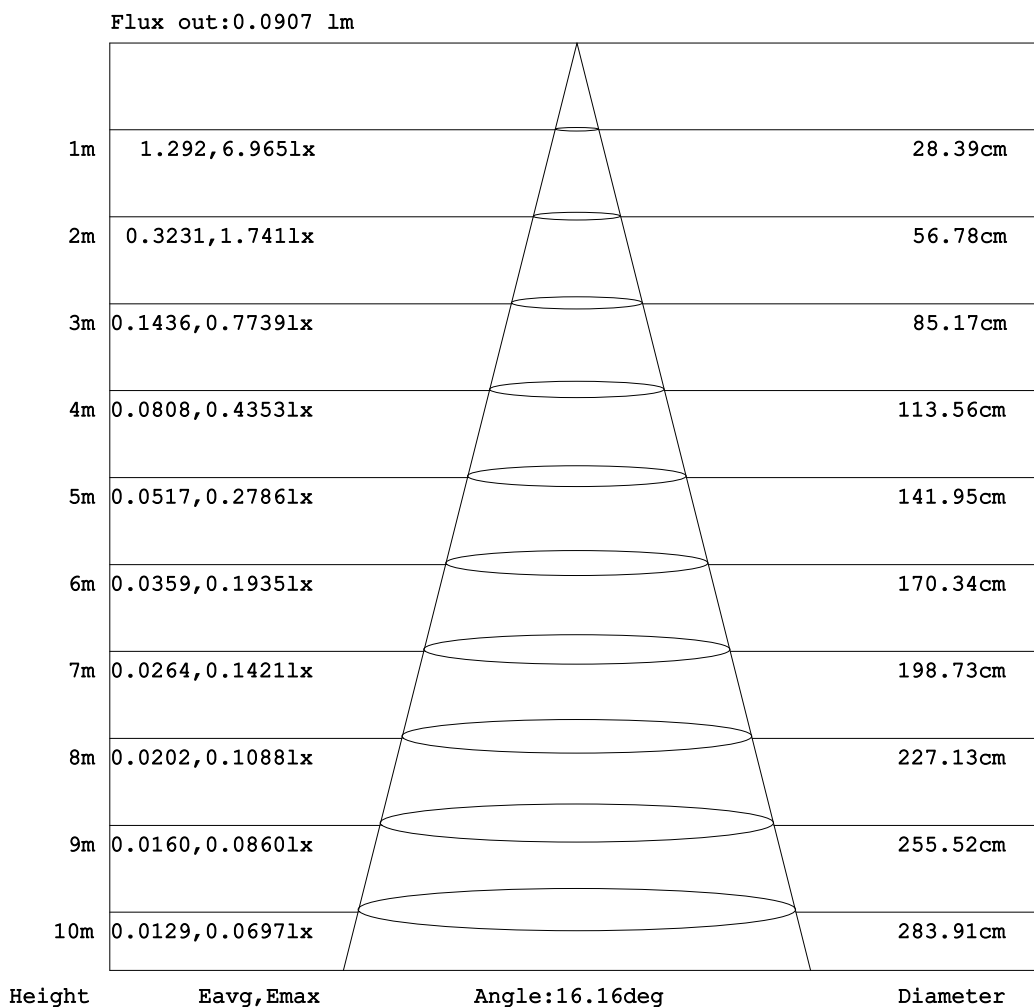 Flux out:0.0907 lm
1m 1.292,6.965lx 28.39cm
2m 0.3231,1.741lx 56.78cm
3m 0.1436,0.7739lx 85.17cm
4m 0.0808,0.4353lx 113.56cm
5m 0.0517,0.2786lx 141.95cm
6m 0.0359,0.1935lx 170.34cm
7m 0.0264,0.1421lx 198.73cm
8m 0.0202,0.1088lx 227.13cm
9m 0.0160,0.0860lx 255.52cm
10m 0.0129,0.0697lx 283.91cm
Height Eavg,Emax Angle:16.16deg Diameter